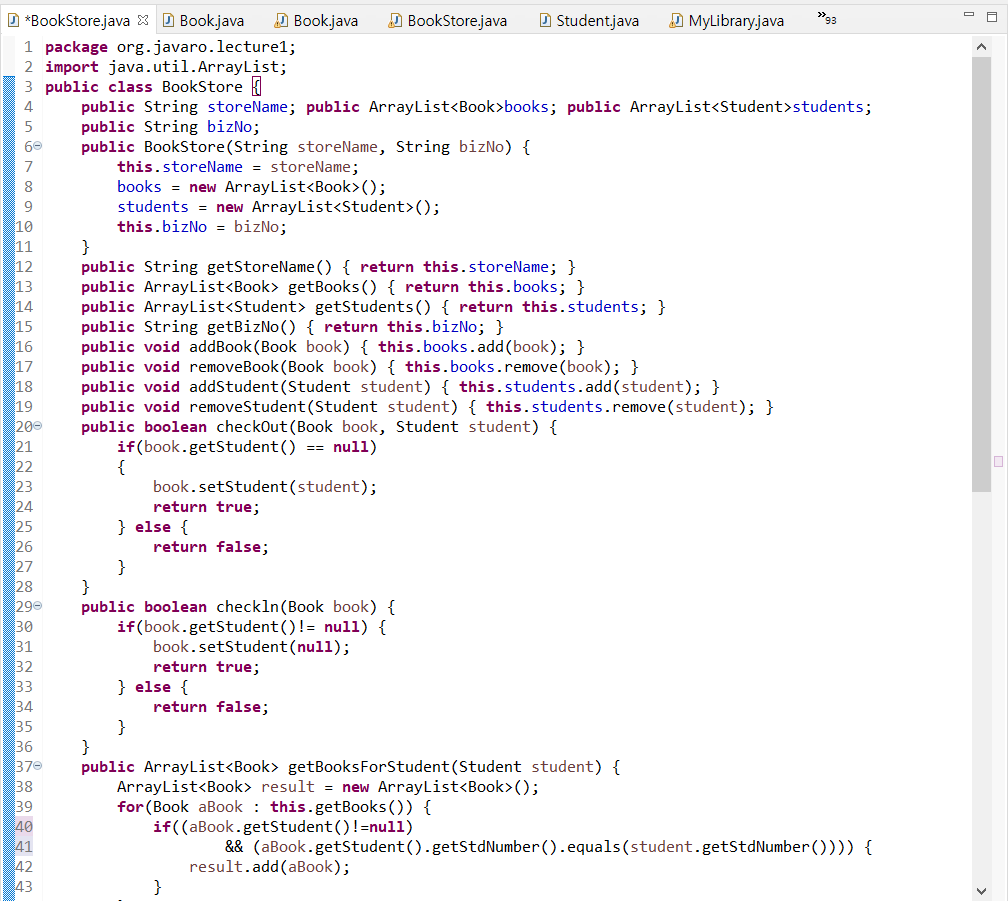 *BookStore.java Book.java Book.java BookStore.java Student.java MyLibrary.java »93
1 package org.javaro.lecture1;
2 import java.util.ArrayList;
3 public class BookStore {
4 public String storeName; public ArrayList<Book>books; public ArrayList<Student>students;
5 public String bizNo;
6 public BookStore(String storeName, String bizNo) {
7 this.storeName = storeName;
8 books = new ArrayList<Book>();
9 students = new ArrayList<Student>();
10 this.bizNo = bizNo;
11 }
12 public String getStoreName() { return this.storeName; }
13 public ArrayList<Book> getBooks() { return this.books; }
14 public ArrayList<Student> getStudents() { return this.students; }
15 public String getBizNo() { return this.bizNo; }
16 public void addBook(Book book) { this.books.add(book); }
17 public void removeBook(Book book) { this.books.remove(book); }
18 public void addStudent(Student student) { this.students.add(student); }
19 public void removeStudent(Student student) { this.students.remove(student); }
20 public boolean checkOut(Book book, Student student) {
21 if(book.getStudent() == null)
22 {
23 book.setStudent(student);
24 return true;
25 } else {
26 return false;
27 }
28 }
29 public boolean checkln(Book book) {
30 if(book.getStudent()!= null) {
31 book.setStudent(null);
32 return true;
33 } else {
34 return false;
35 }
36 }
37 public ArrayList<Book> getBooksForStudent(Student student) {
38 ArrayList<Book> result = new ArrayList<Book>();
39 for(Book aBook : this.getBooks()) {
40 if((aBook.getStudent()!=null)
41 && (aBook.getStudent().getStdNumber().equals(student.getStdNumber()))) {
42 result.add(aBook);
43 }